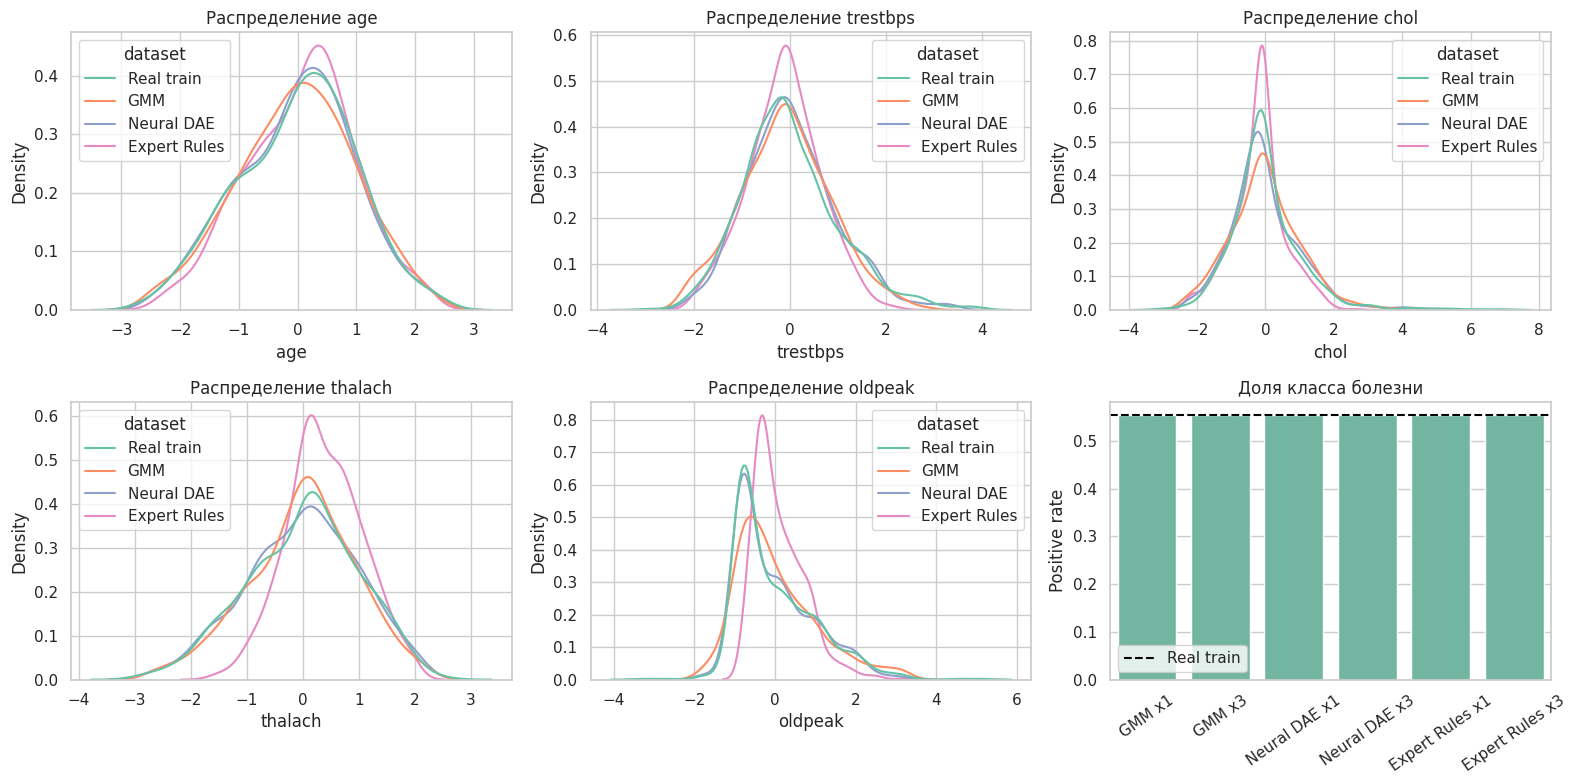 Распределение age
Density
0.4
0.3
0.2
0.1
0.0
dataset
Real train
GMM
Neural DAE
Expert Rules
−3
−2
−1
0
1
2
3
age
Распределение trestbps
Density
0.6
0.5
0.4
0.3
0.2
0.1
0.0
dataset
Real train
GMM
Neural DAE
Expert Rules
−4
−2
0
2
4
trestbps
Распределение chol
Density
0.8
0.7
0.6
0.5
0.4
0.3
0.2
0.1
0.0
dataset
Real train
GMM
Neural DAE
Expert Rules
−4
−2
0
2
4
6
8
chol
Распределение thalach
Density
0.6
0.5
0.4
0.3
0.2
0.1
0.0
dataset
Real train
GMM
Neural DAE
Expert Rules
−4
−3
−2
−1
0
1
2
3
thalach
Распределение oldpeak
Density
0.8
0.7
0.6
0.5
0.4
0.3
0.2
0.1
0.0
dataset
Real train
GMM
Neural DAE
Expert Rules
−4
−2
0
2
4
6
oldpeak
Доля класса болезни
Positive rate
0.5
0.4
0.3
0.2
0.1
0.0
Real train
GMM x1
GMM x3
Neural DAE x1
Neural DAE x3
Expert Rules x1
Expert Rules x3